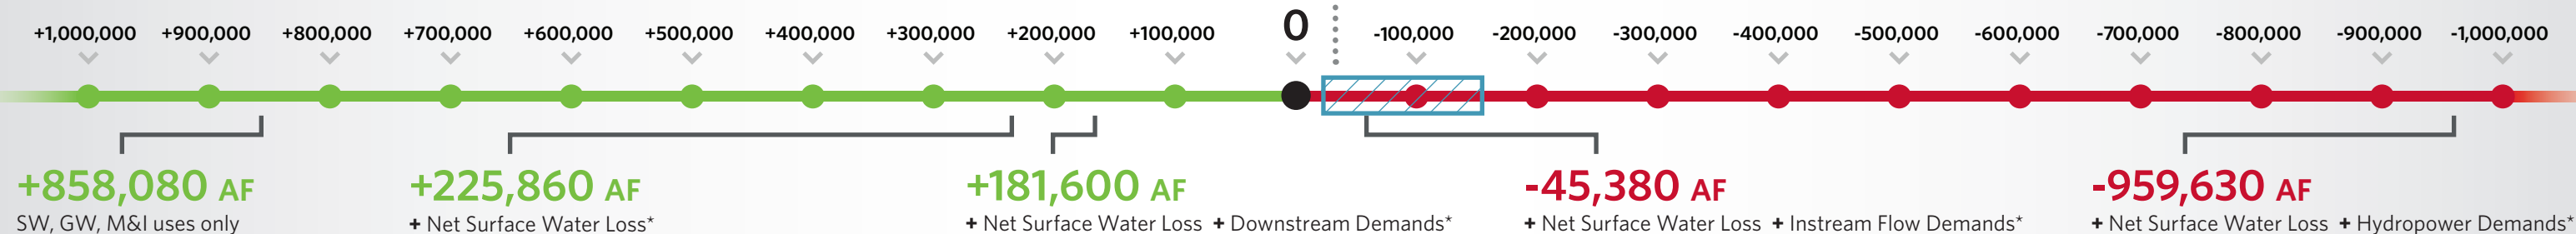 +1,000,000 +900,000 +800,000 +700,000 +600,000 +500,000 +400,000 +300,000 +200,000 +100,000 0 -100,000 -200,000 -300,000 -400,000 -500,000 -600,000 -700,000 -800,000 -900,000 -1,000,000
+858,080 AF
SW, GW, M&I uses only
+225,860 AF
+ Net Surface Water Loss*
+181,600 AF
+ Net Surface Water Loss + Downstream Demands*
-45,380 AF
+ Net Surface Water Loss + Instream Flow Demands*
-959,630 AF
+ Net Surface Water Loss + Hydropower Demands*